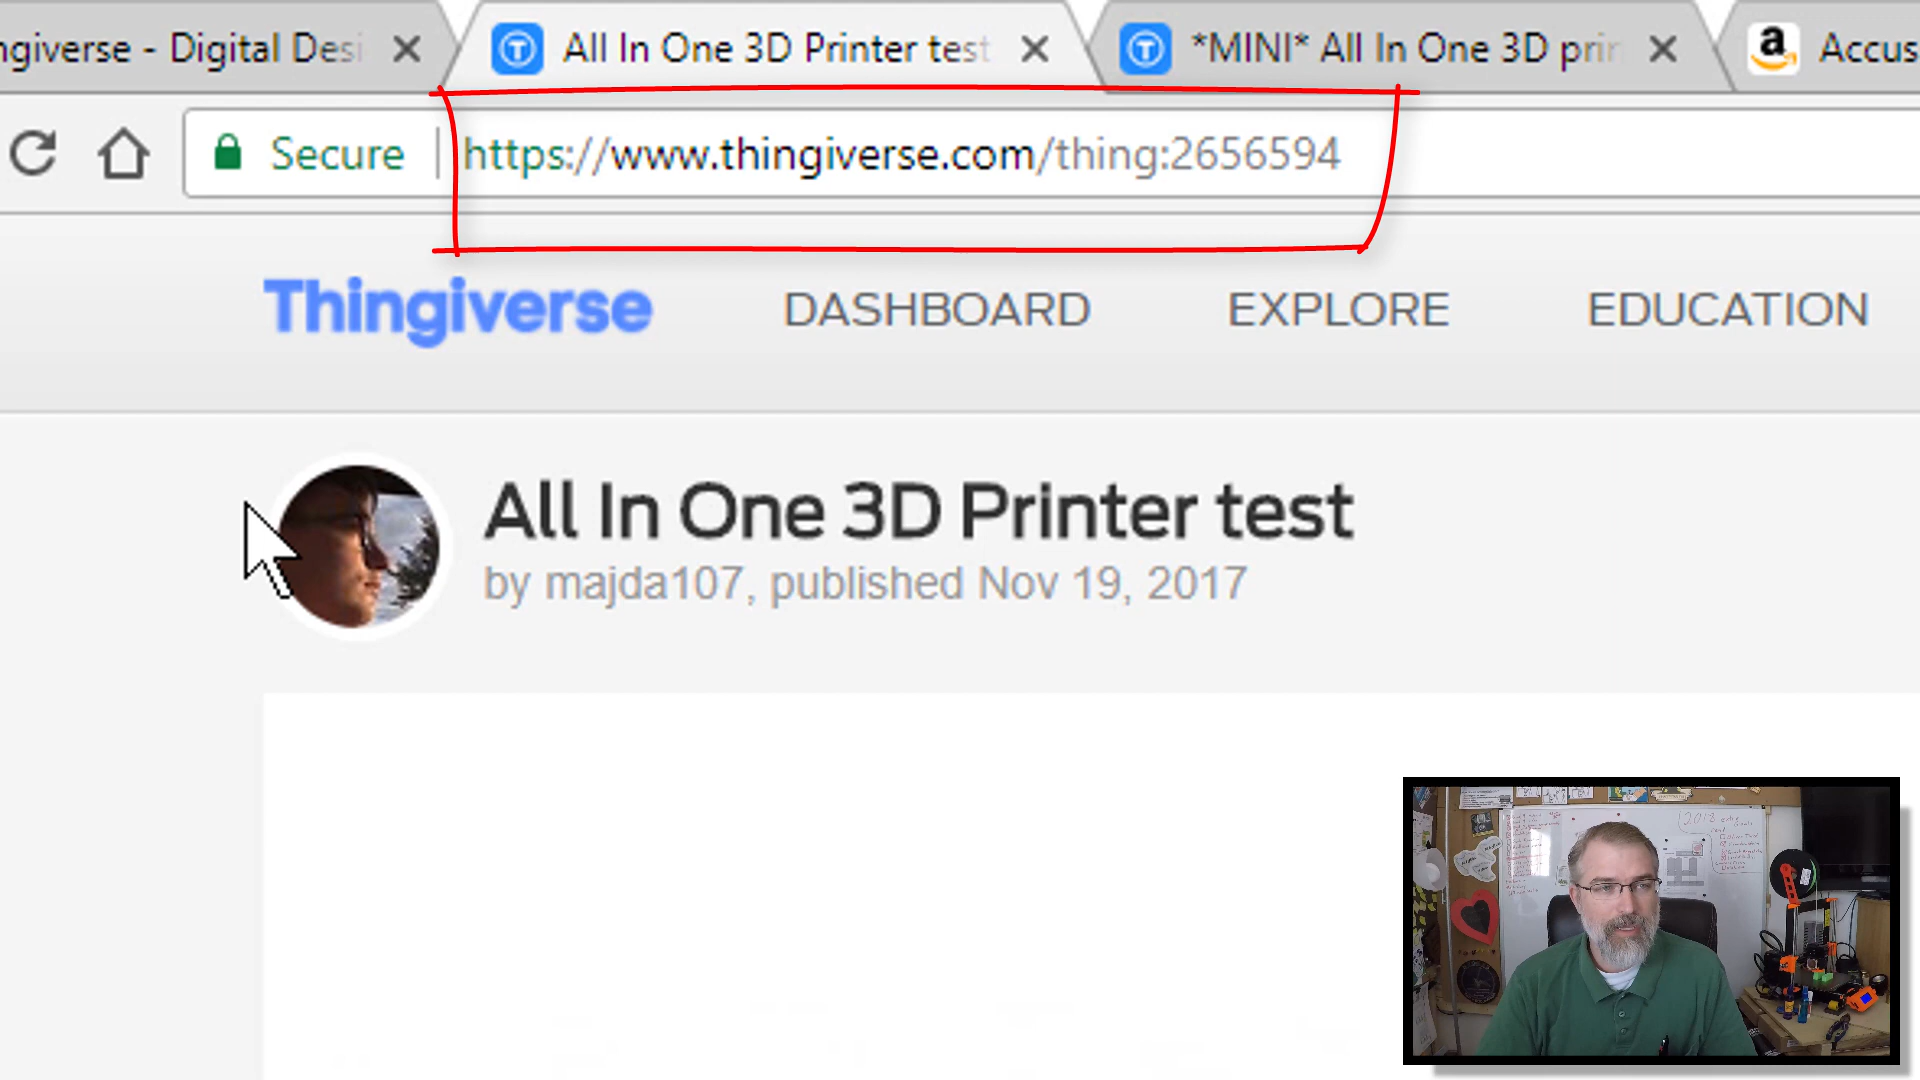 ngiverse - Digital Desi
All In One 3D Printer test
*MINI* All In One 3D prin
Accus
Secure
https://www.thingiverse.com/thing:2656594
Thingiverse
DASHBOARD
EXPLORE
EDUCATION
All In One 3D Printer test
by majda107, published Nov 19, 2017
2018